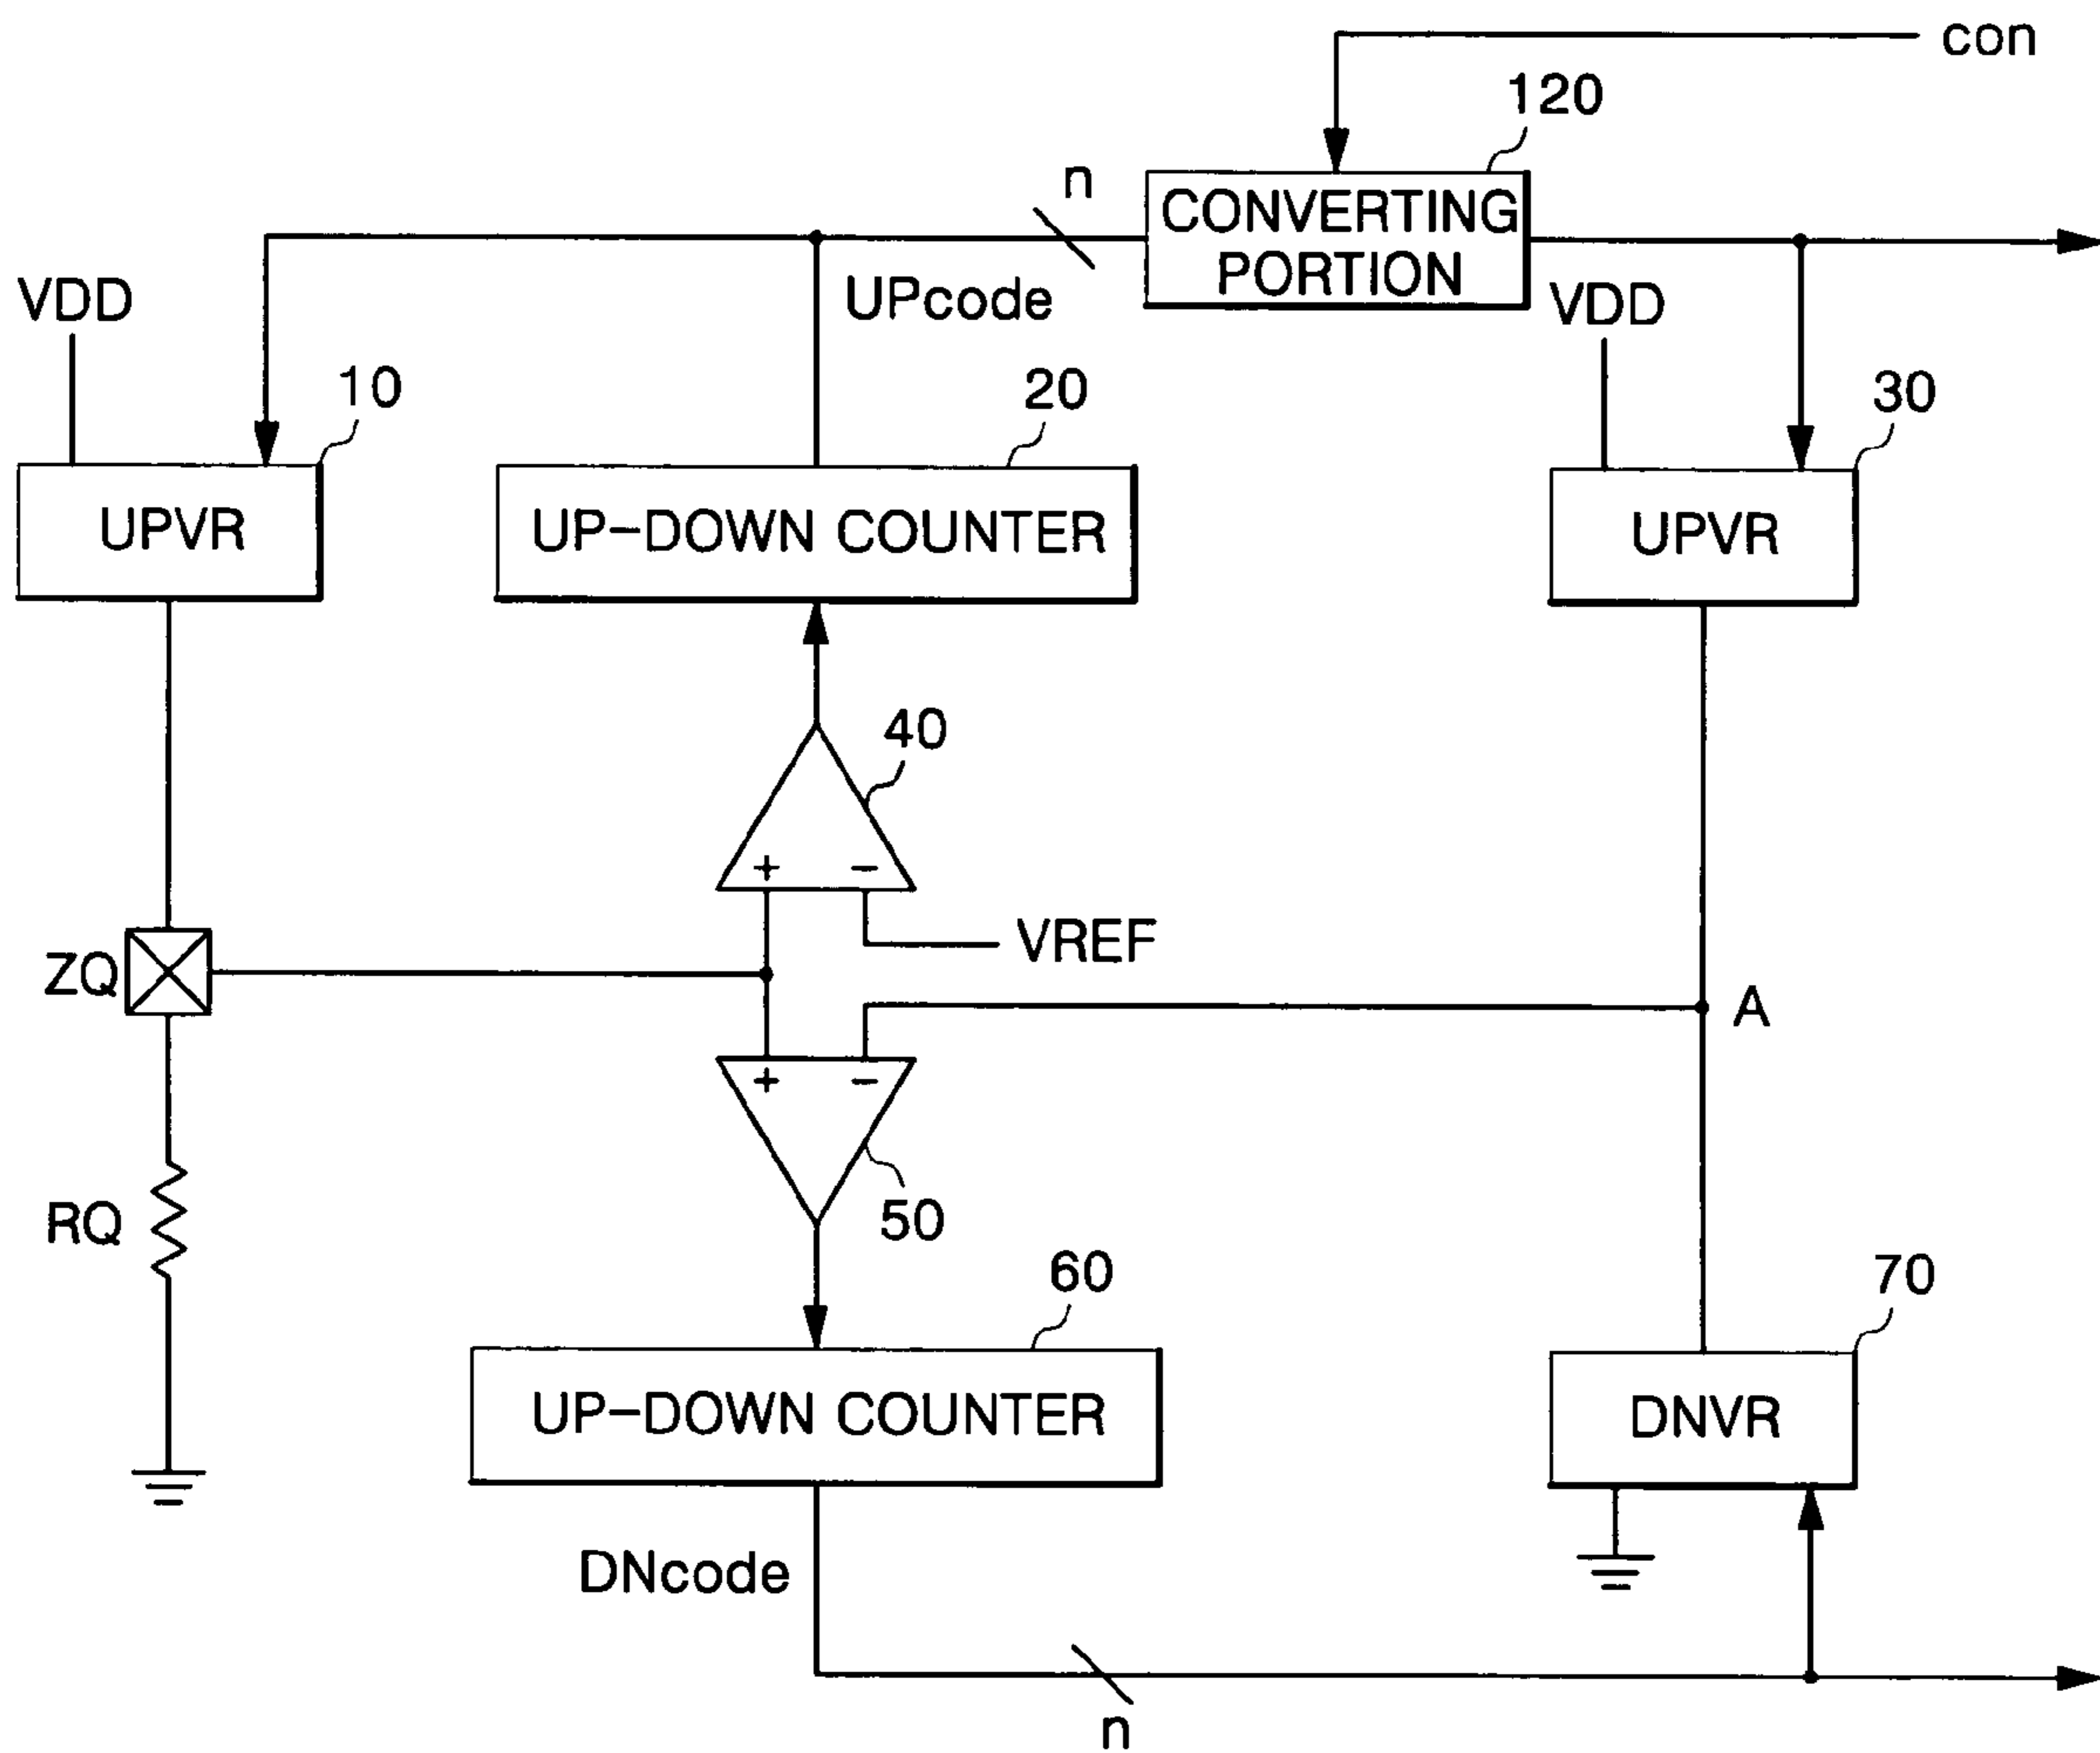 con
120
n
CONVERTING
PORTION
UPcode
VDD
VDD
10
20
30
UPVR
UP-DOWN COUNTER
UPVR
40
+ -
VREF
ZQ
A
+ -
RQ
50
60
70
UP-DOWN COUNTER
DNVR
DNcode
n